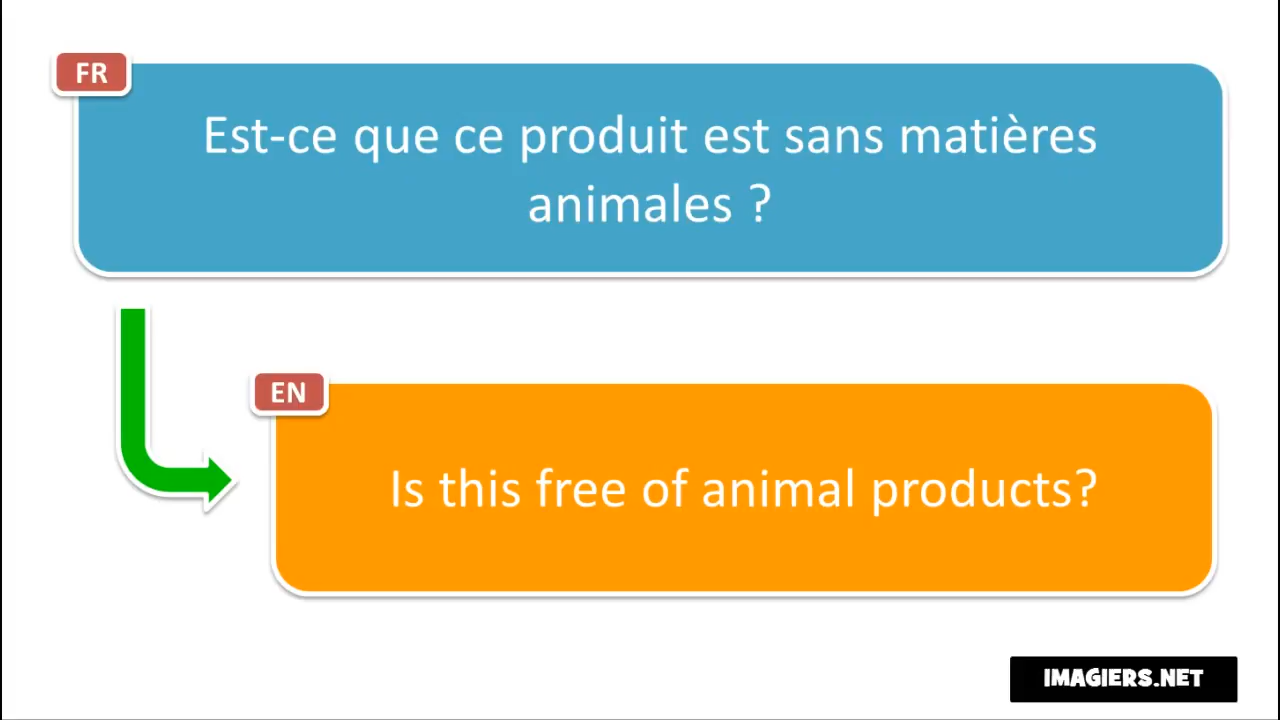 FR
Est-ce que ce produit est sans matières
animales ?
EN
Is this free of animal products?
IMAGIERS.NET